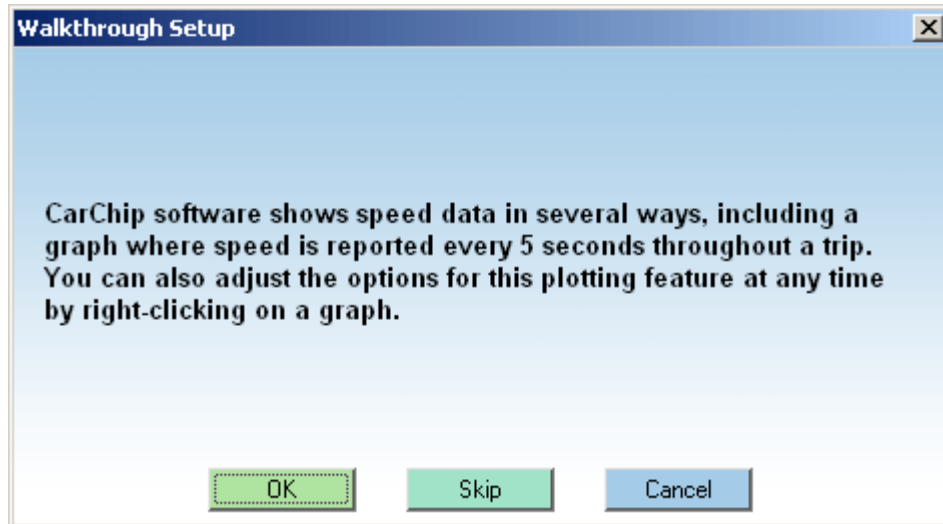 Walkthrough Setup
CarChip software shows speed data in several ways, including a
graph where speed is reported every 5 seconds throughout a trip.
You can also adjust the options for this plotting feature at any time
by right-clicking on a graph.
OK Skip Cancel